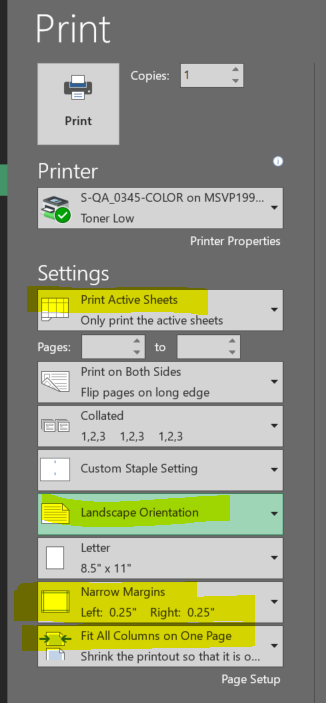 Print
Copies: 1
Print
Printer
S-QA_0345-COLOR on MSVP199...
Toner Low
Printer Properties
Settings
Print Active Sheets
Only print the active sheets
Pages: to
Print on Both Sides
Flip pages on long edge
Collated
1,2,3 1,2,3 1,2,3
Custom Staple Setting
Landscape Orientation
Letter
8.5" x 11"
Narrow Margins
Left: 0.25" Right: 0.25"
Fit All Columns on One Page
Shrink the printout so that it is o...
Page Setup